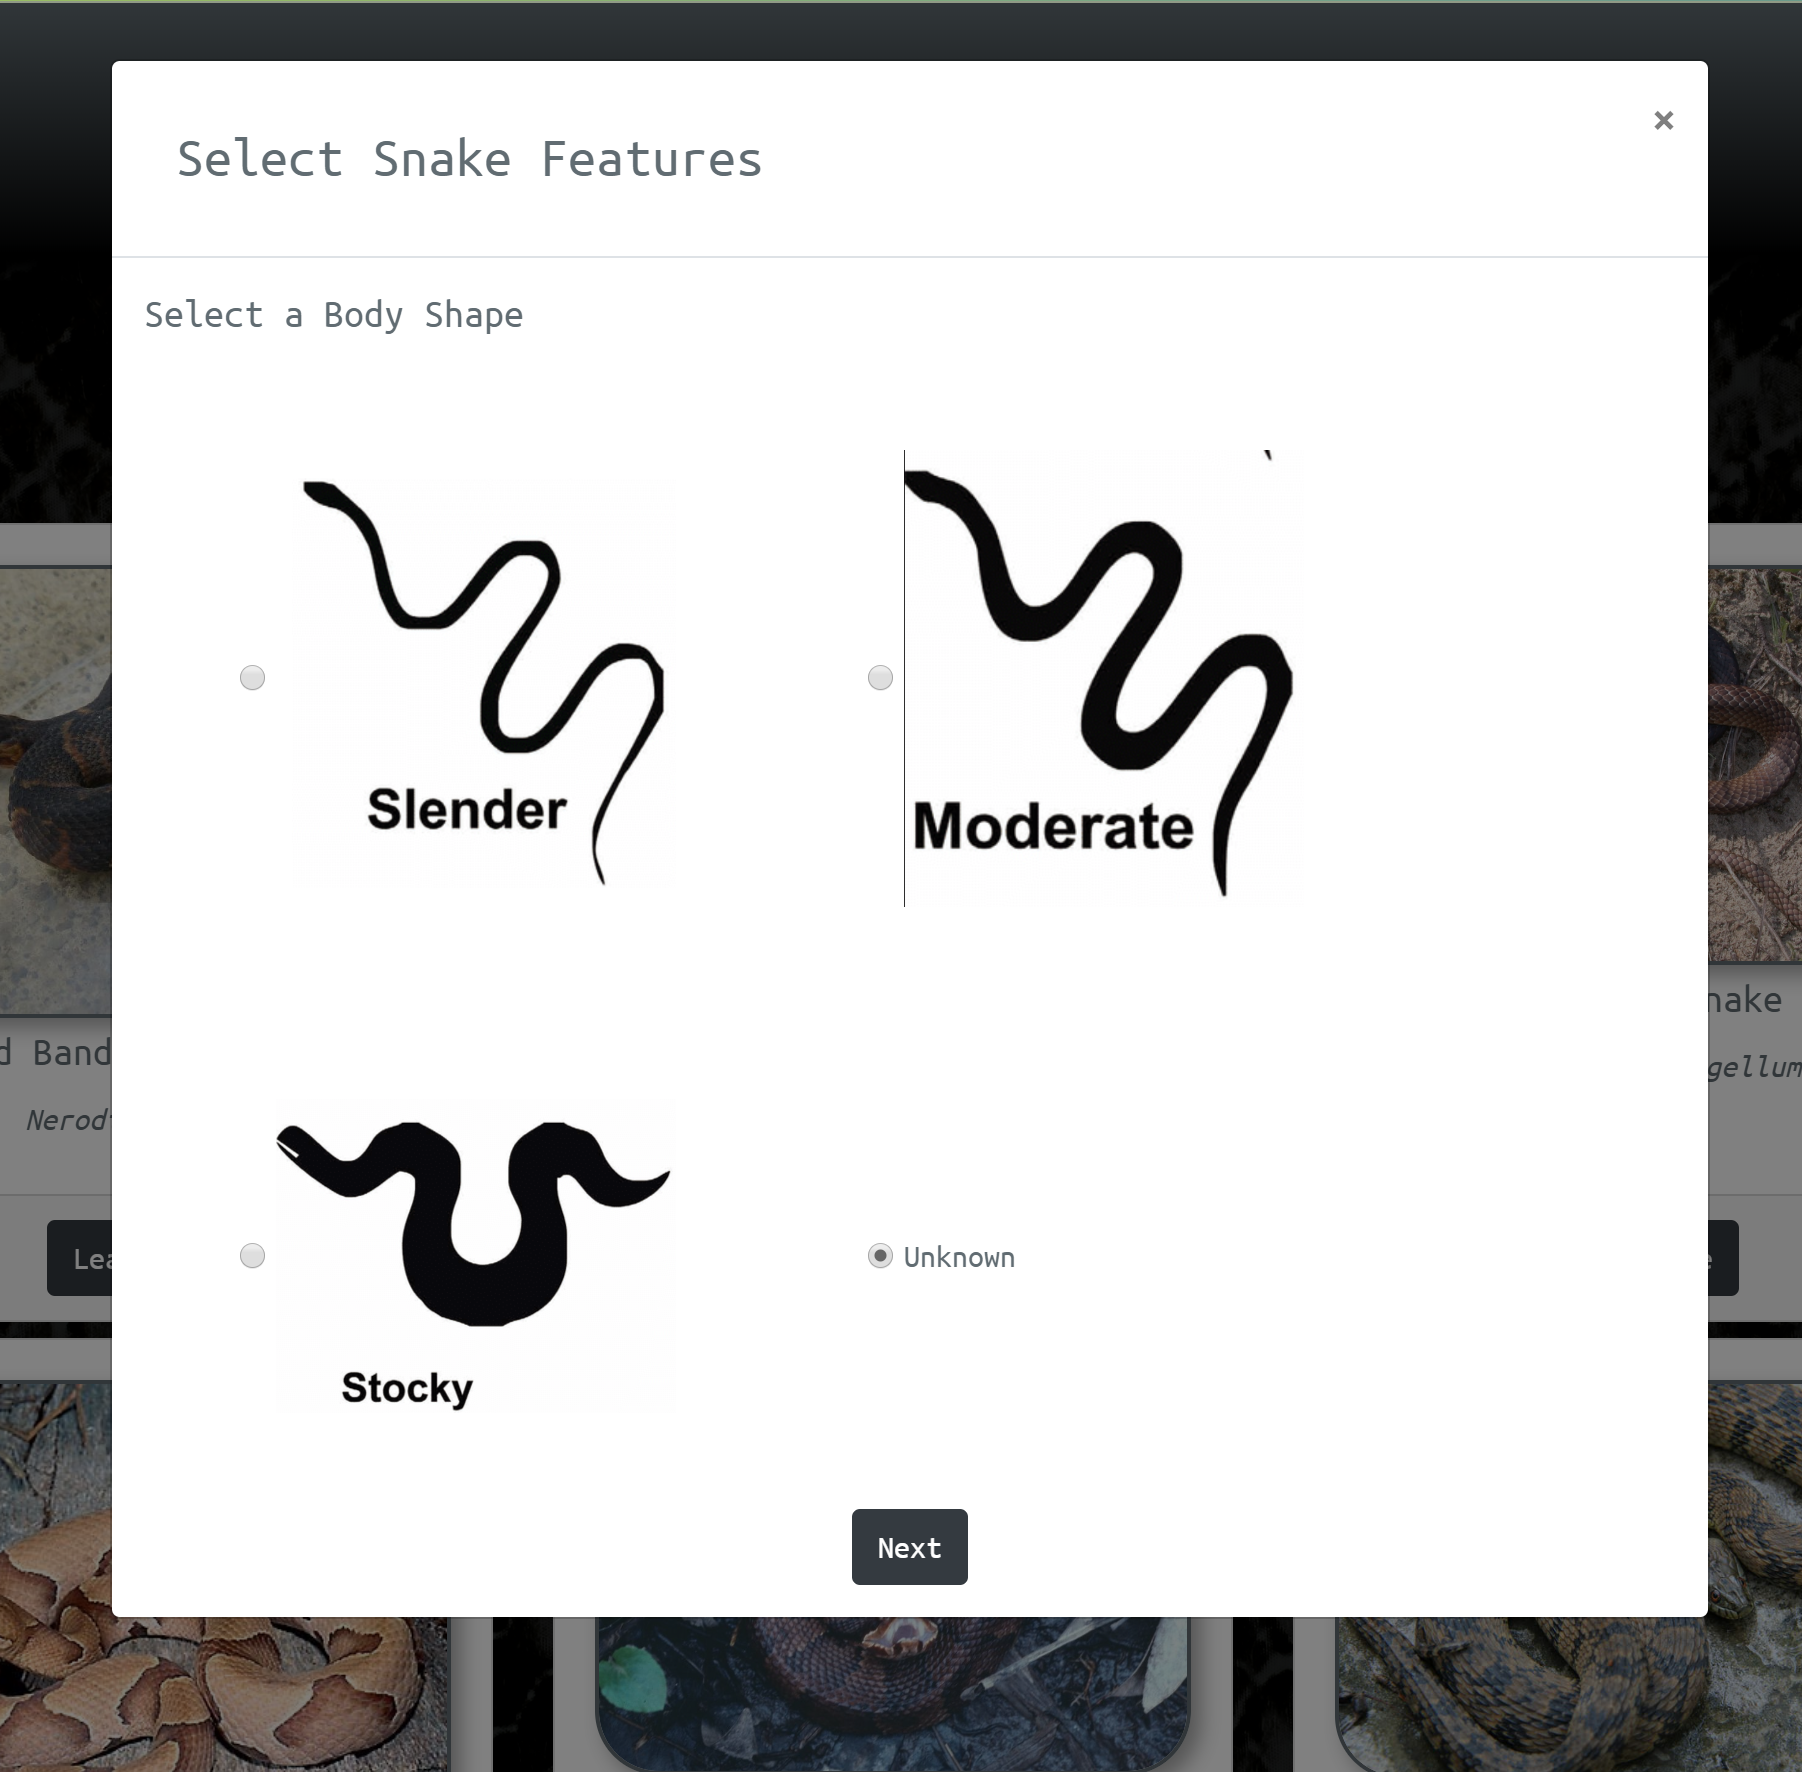 Select Snake Features
×
Select a Body Shape
Slender
Moderate
d Band
nake
gellum
Nerod
Lea
e
Stocky
Unknown
Next